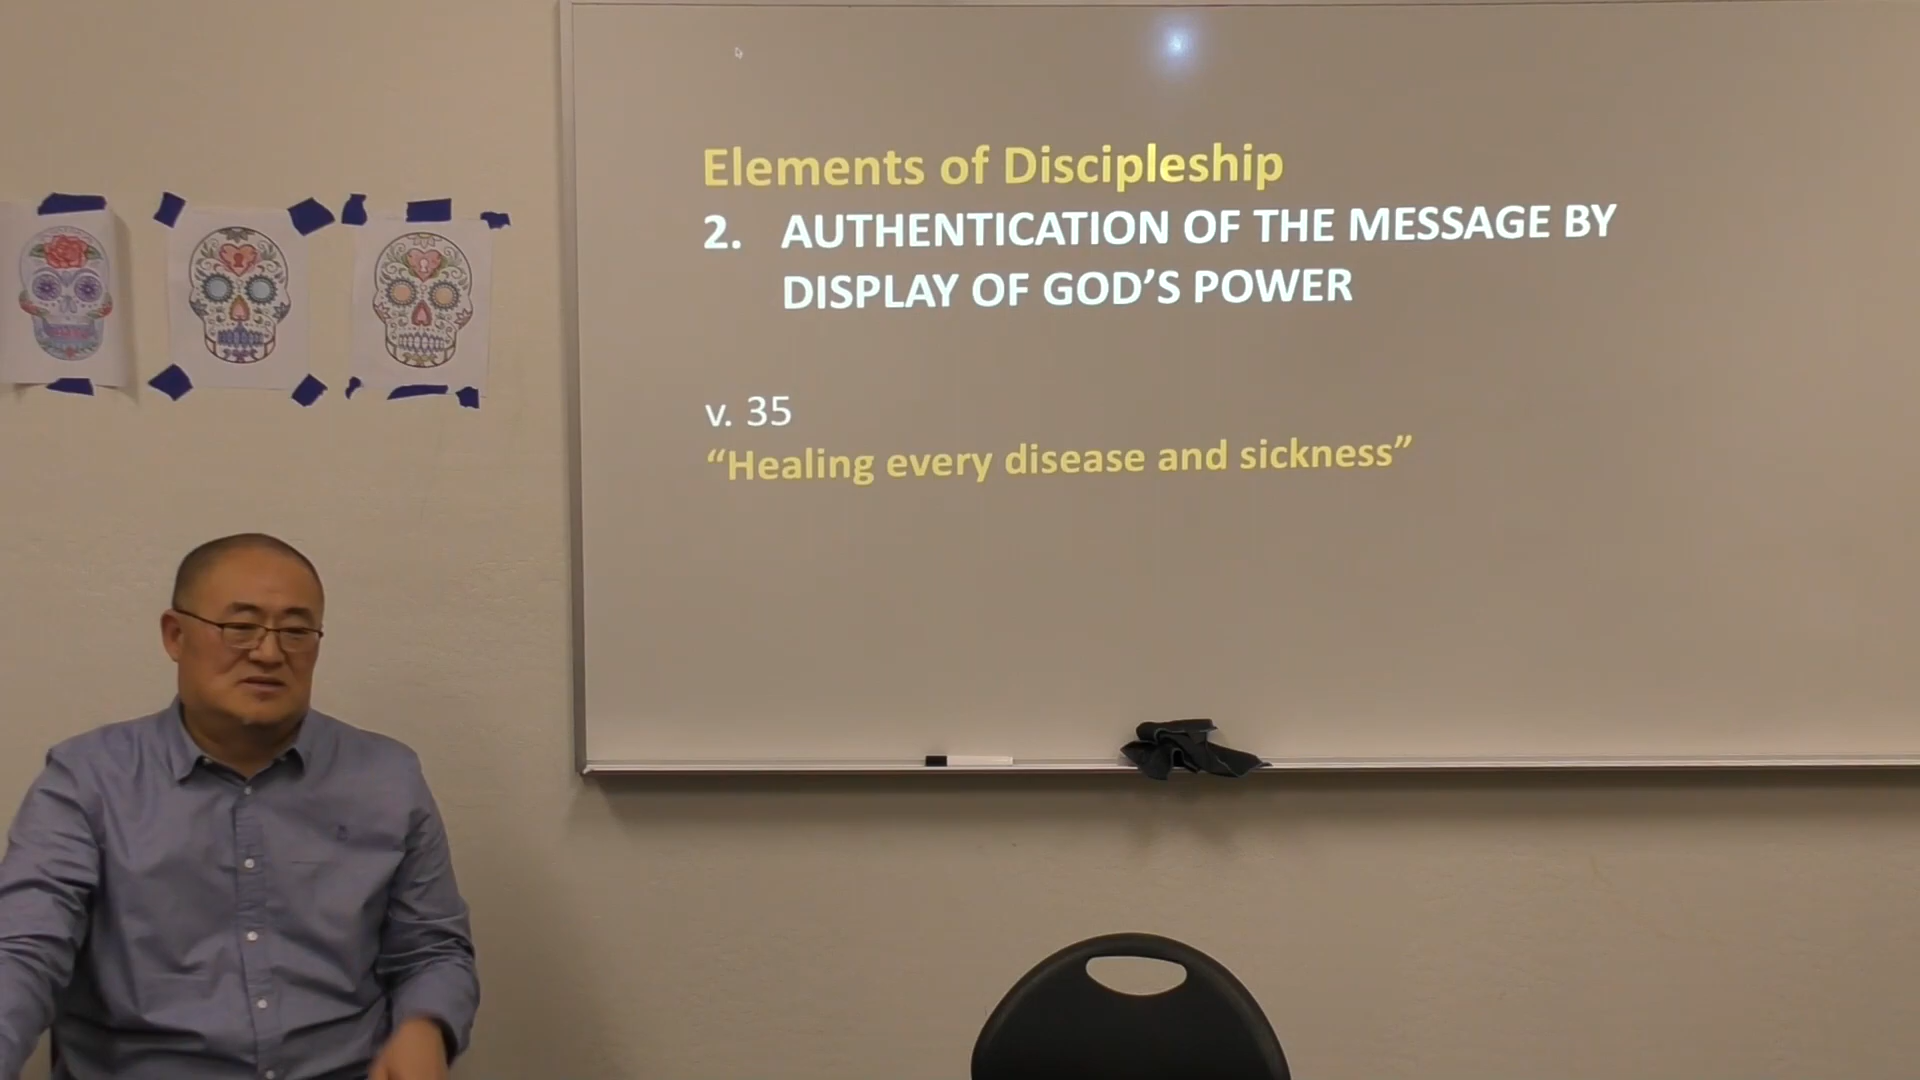 Elements of Discipleship
2. AUTHENTICATION OF THE MESSAGE BY
DISPLAY OF GOD’S POWER
v. 35
“Healing every disease and sickness”